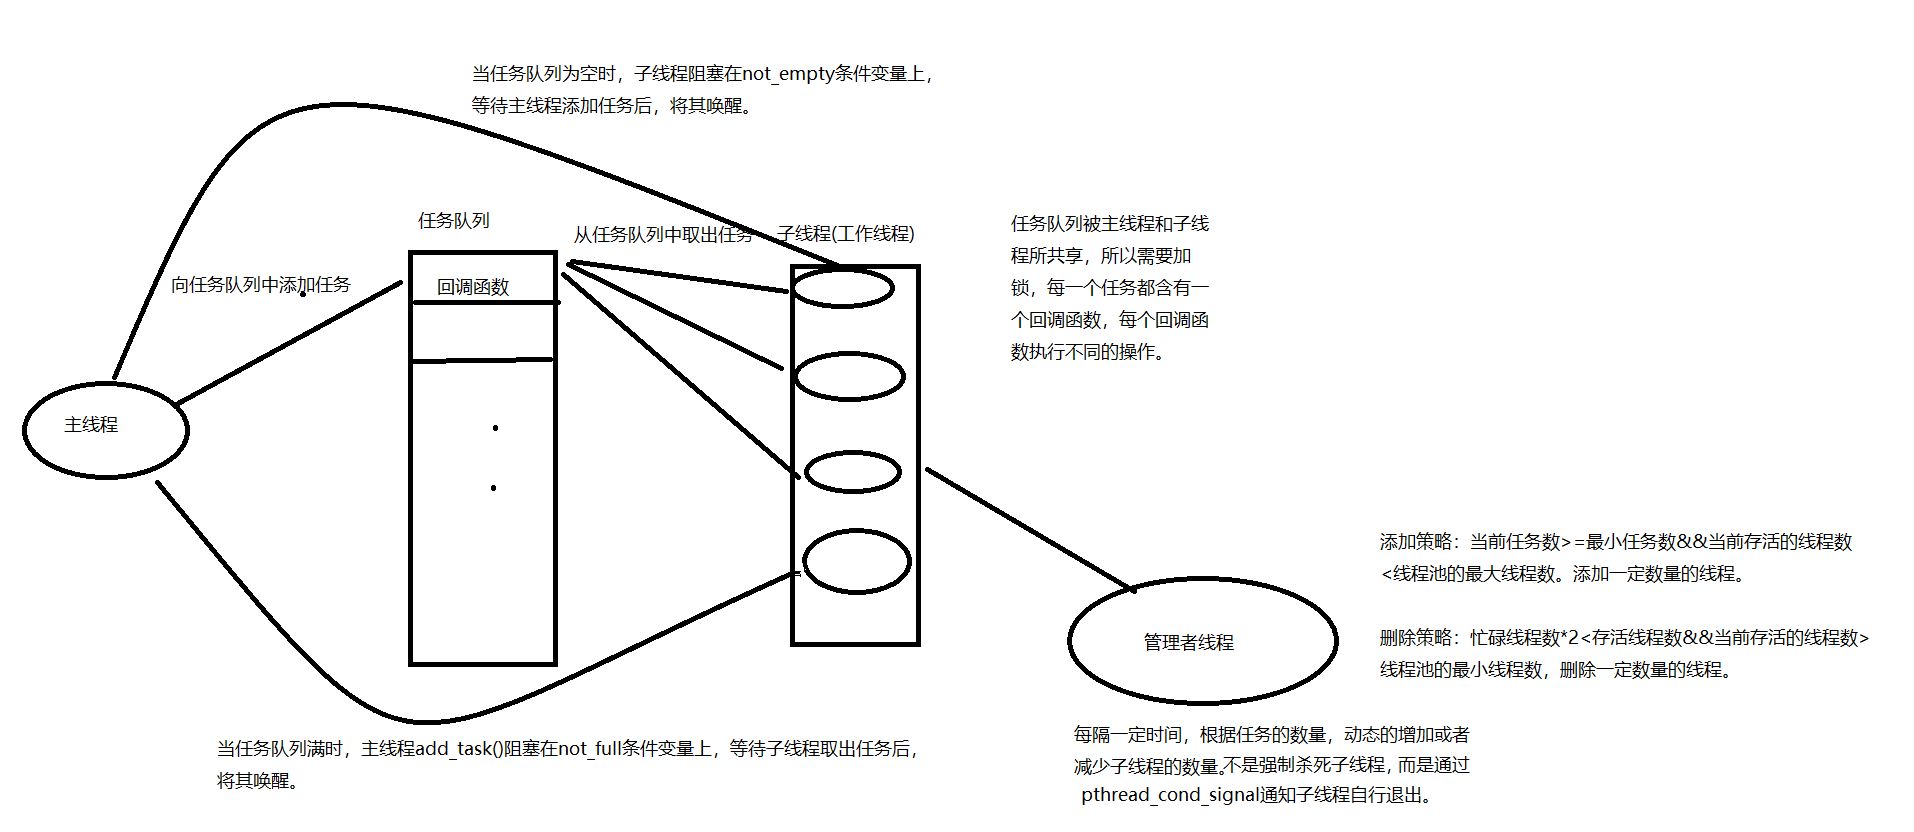 当任务队列为空时，子线程阻塞在not_empty条件变量上，
等待主线程添加任务后，将其唤醒。
任务队列
从任务队列中取出任务
子线程(工作线程)
向任务队列中添加任务
回调函数
任务队列被主线程和子线
程所共享，所以需要加
锁，每一个任务都含有一
个回调函数，每个回调函
数执行不同的操作。
主线程
添加策略：当前任务数>=最小任务数&&当前存活的线程数
<线程池的最大线程数。添加一定数量的线程。
删除策略：忙碌线程数*2<存活线程数&&当前存活的线程数>
线程池的最小线程数，删除一定数量的线程。
管理者线程
每隔一定时间，根据任务的数量，动态的增加或者
减少子线程的数量。不是强制杀死子线程，而是通过
pthread_cond_signal通知子线程自行退出。
当任务队列满时，主线程add_task()阻塞在not_full条件变量上，等待子线程取出任务后，
将其唤醒。